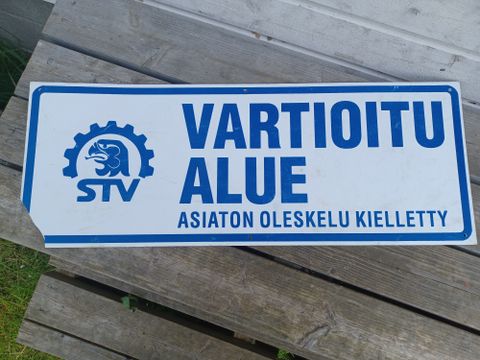 VARTIOITU
ALUE
ASIATON OLESKELU KIELLETTY
STV